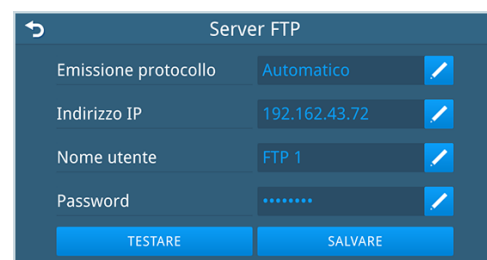 Server FTP
Emissione protocollo Automatico
Indirizzo IP 192.162.43.72
Nome utente FTP 1
Password ••••••••
TESTARE SALVARE